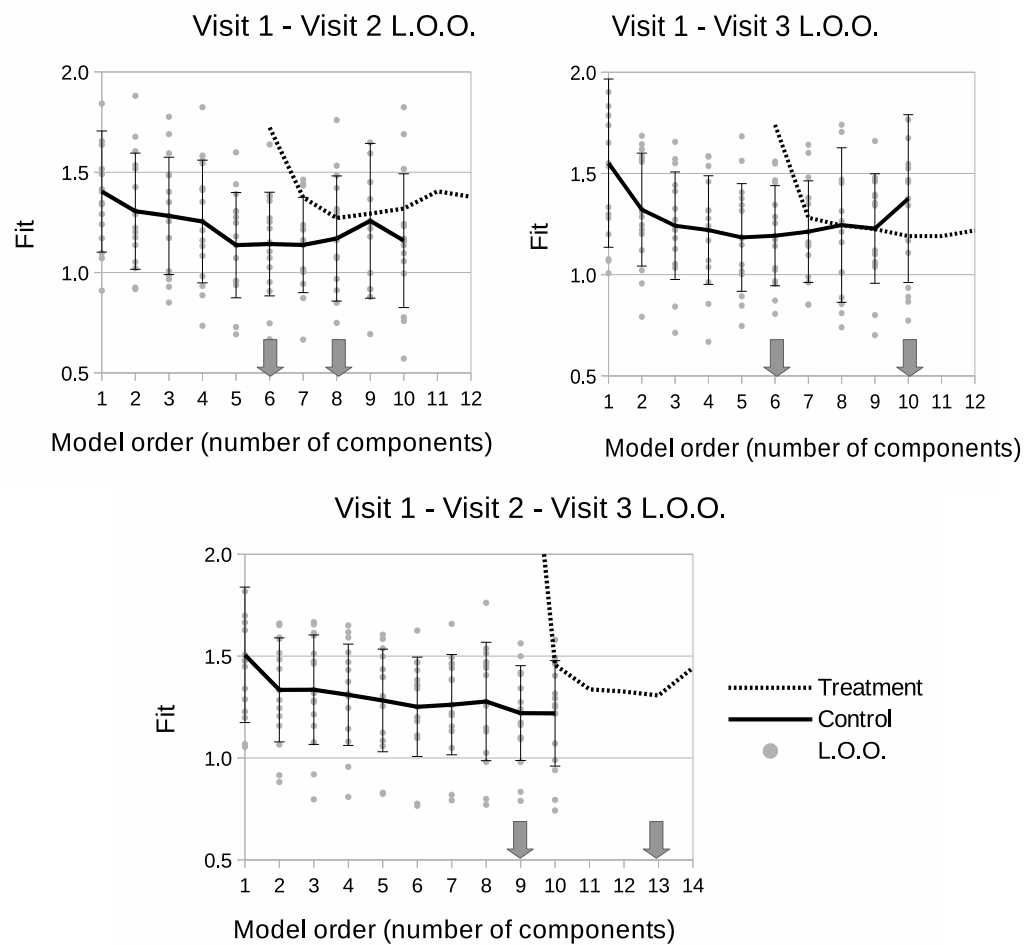 Visit 1 - Visit 2 L.O.O.
2.0
1.5
1.0
0.5
Fit
1 2 3 4 5 6 7 8 9 10 11 12
Model order (number of components)
Visit 1 - Visit 3 L.O.O.
2.0
1.5
1.0
0.5
Fit
1 2 3 4 5 6 7 8 9 10 11 12
Model order (number of components)
Visit 1 - Visit 2 - Visit 3 L.O.O.
2.0
1.5
1.0
0.5
Fit
1 2 3 4 5 6 7 8 9 10 11 12 13 14
Model order (number of components)
Treatment
Control
L.O.O.